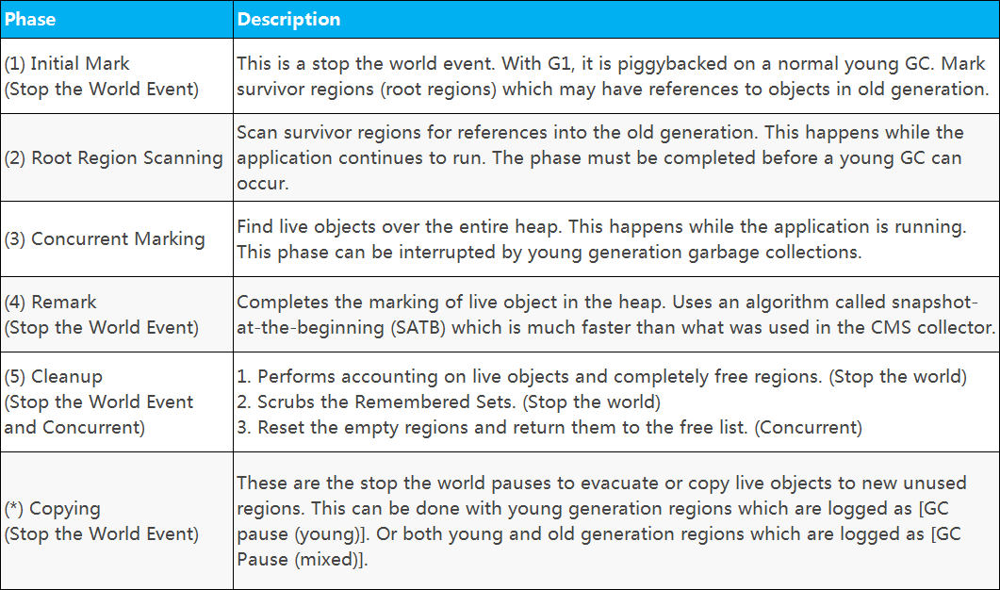 Phase
Description
(1) Initial Mark
(Stop the World Event)
This is a stop the world event. With G1, it is piggybacked on a normal young GC. Mark
survivor regions (root regions) which may have references to objects in old generation.
(2) Root Region Scanning
Scan survivor regions for references into the old generation. This happens while the
application continues to run. The phase must be completed before a young GC can
occur.
(3) Concurrent Marking
Find live objects over the entire heap. This happens while the application is running.
This phase can be interrupted by young generation garbage collections.
(4) Remark
(Stop the World Event)
Completes the marking of live object in the heap. Uses an algorithm called snapshot-
at-the-beginning (SATB) which is much faster than what was used in the CMS collector.
(5) Cleanup
(Stop the World Event
and Concurrent)
1. Performs accounting on live objects and completely free regions. (Stop the world)
2. Scrubs the Remembered Sets. (Stop the world)
3. Reset the empty regions and return them to the free list. (Concurrent)
(*) Copying
(Stop the World Event)
These are the stop the world pauses to evacuate or copy live objects to new unused
regions. This can be done with young generation regions which are logged as [GC
pause (young)]. Or both young and old generation regions which are logged as [GC
Pause (mixed)].